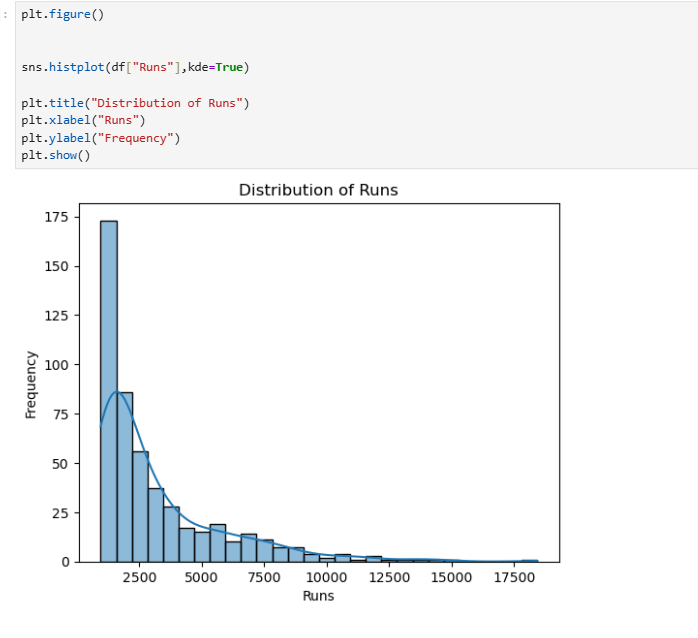 :
plt.figure()
sns.histplot(df["Runs"],kde=True)
plt.title("Distribution of Runs")
plt.xlabel("Runs")
plt.ylabel("Frequency")
plt.show()
Distribution of Runs
175
150
125
100
75
50
25
0
Frequency
2500 5000 7500 10000 12500 15000 17500
Runs